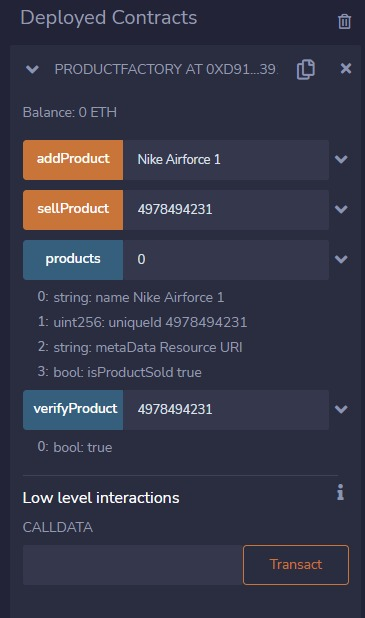 Deployed Contracts
PRODUCTFACTORY AT 0XD91...39
Balance: 0 ETH
addProduct Nike Airforce 1
sellProduct 4978494231
products 0
0: string: name Nike Airforce 1
1: uint256: uniqueId 4978494231
2: string: metaData Resource URI
3: bool: isProductSold true
verifyProduct 4978494231
0: bool: true
Low level interactions
CALLDATA
Transact